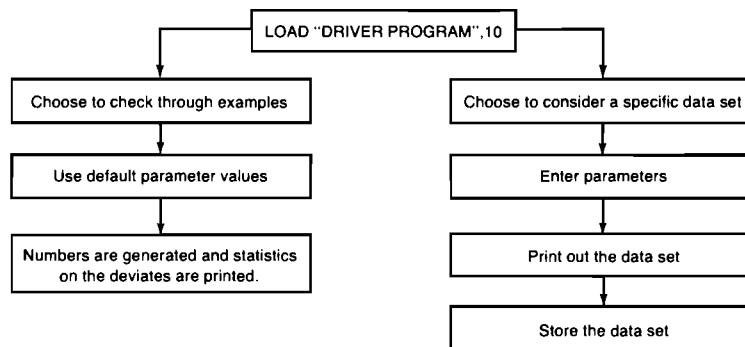 LOAD “DRIVER PROGRAM”,10
Choose to check through examples
Use default parameter values
Numbers are generated and statistics
on the deviates are printed.
Choose to consider a specific data set
Enter parameters
Print out the data set
Store the data set